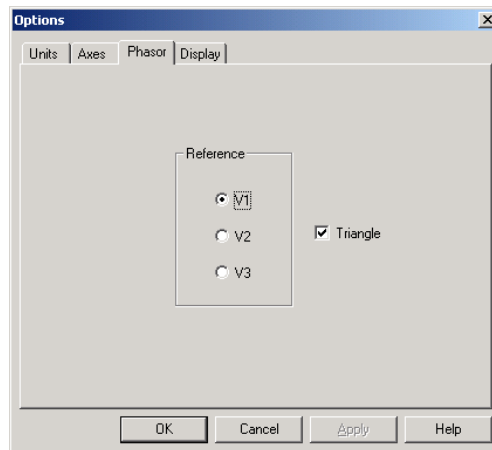 Options
Units Axes Phasor Display
Reference
V1
V2 Triangle
V3
OK Cancel Apply Help